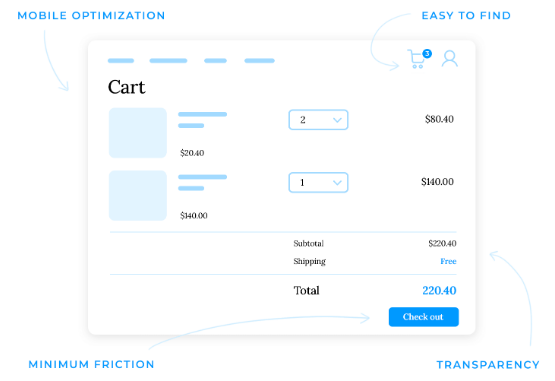 MOBILE OPTIMIZATION
EASY TO FIND
3
Cart
2
$80.40
$20.40
1
$140.00
$140.00
Subtotal
$220.40
Shipping
Free
Total
220.40
Check out
MINIMUM FRICTION
TRANSPARENCY